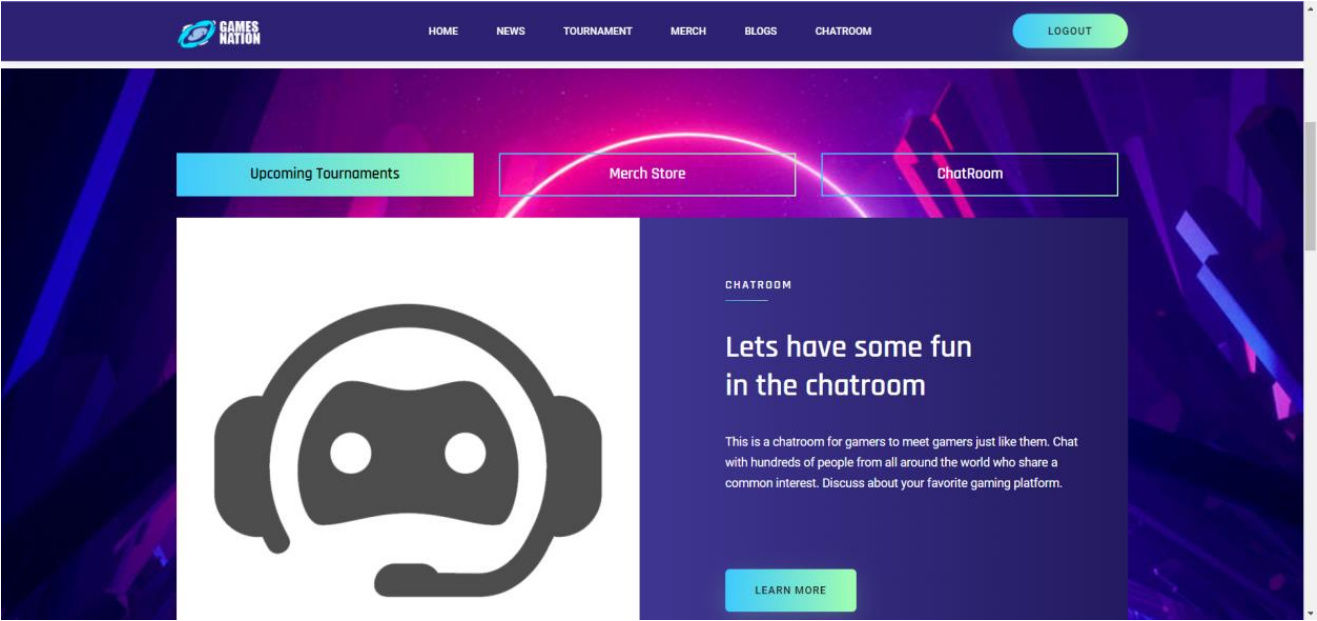 GAMES
NATION
HOME NEWS TOURNAMENT MERCH BLOGS CHATROOM
LOGOUT
Upcoming Tournaments
Merch Store
ChatRoom
CHATROOM
Lets have some fun
in the chatroom
This is a chatroom for gamers to meet gamers just like them. Chat
with hundreds of people from all around the world who share a
common interest. Discuss about your favorite gaming platform.
LEARN MORE